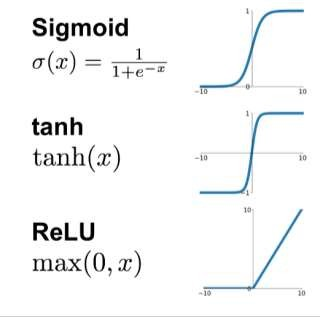 Sigmoid
σ(x) = 1/(1+e^−x)
1
−10 0 10
tanh
tanh(x)
1
−10 10
−1
ReLU
max(0, x)
10
−10 0 10